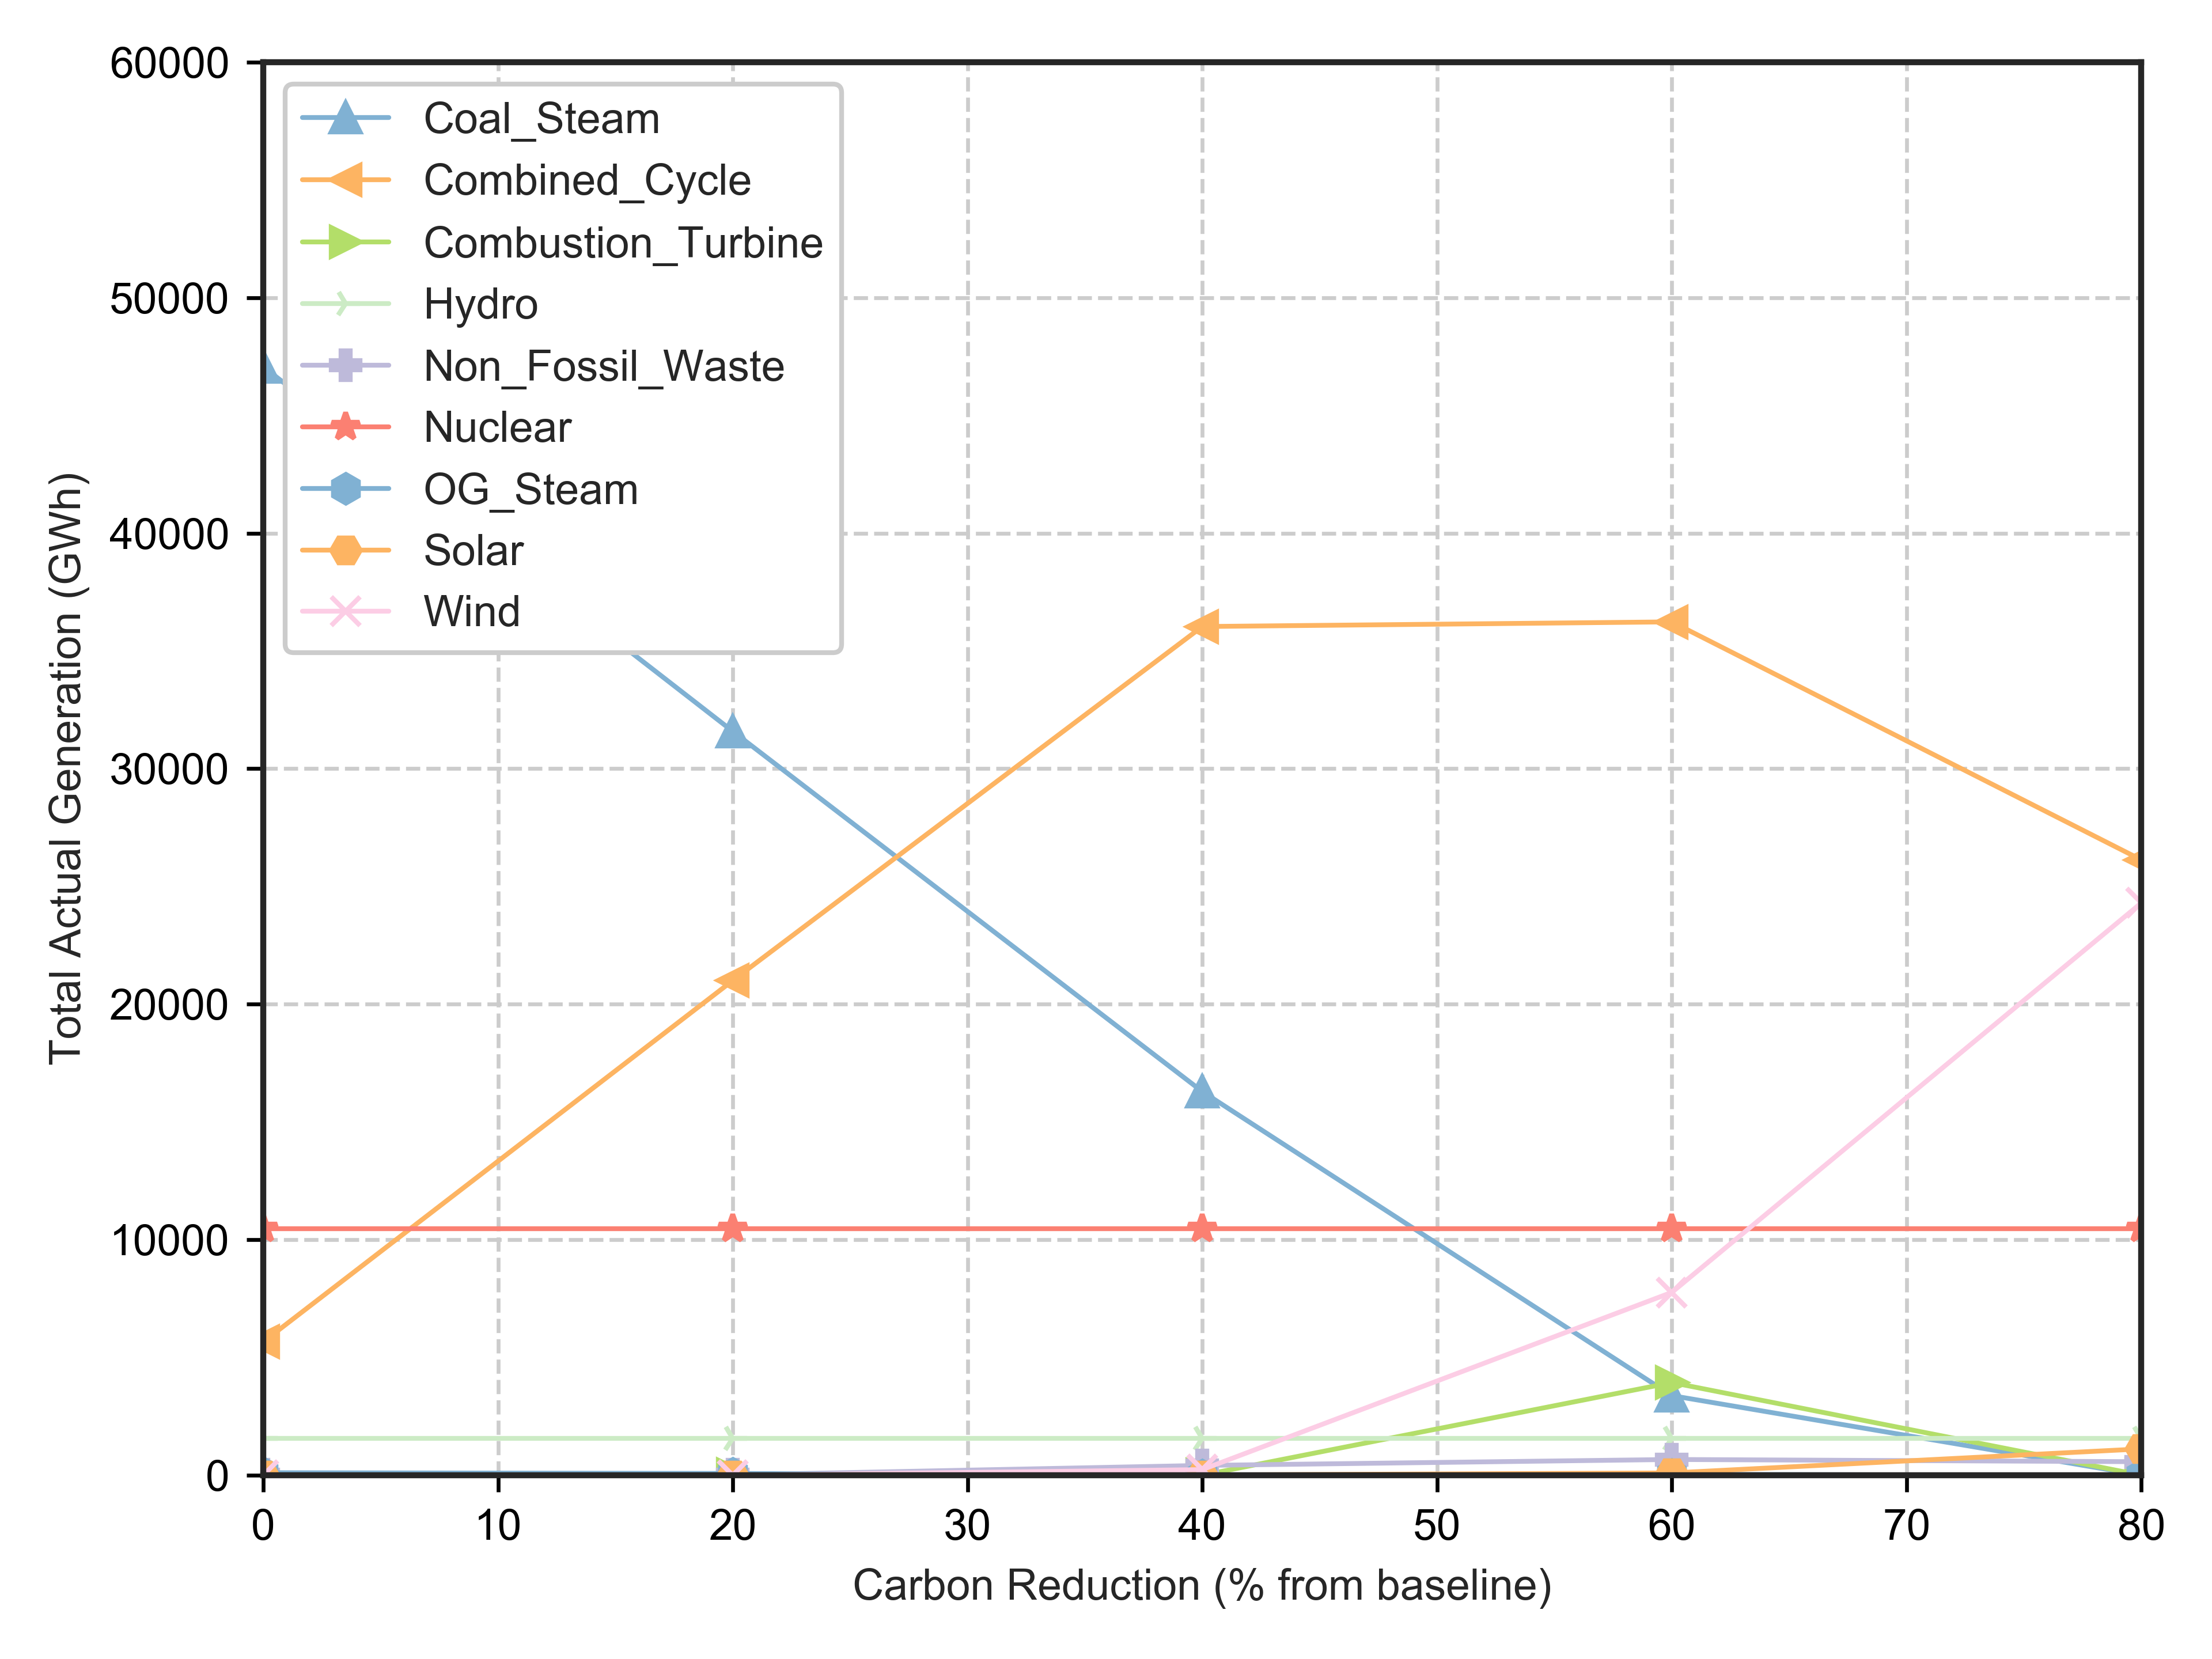 60000
50000
40000
30000
20000
10000
0
Total Actual Generation (GWh)
Coal_Steam
Combined_Cycle
Combustion_Turbine
Hydro
Non_Fossil_Waste
Nuclear
OG_Steam
Solar
Wind
0 10 20 30 40 50 60 70 80
Carbon Reduction (% from baseline)